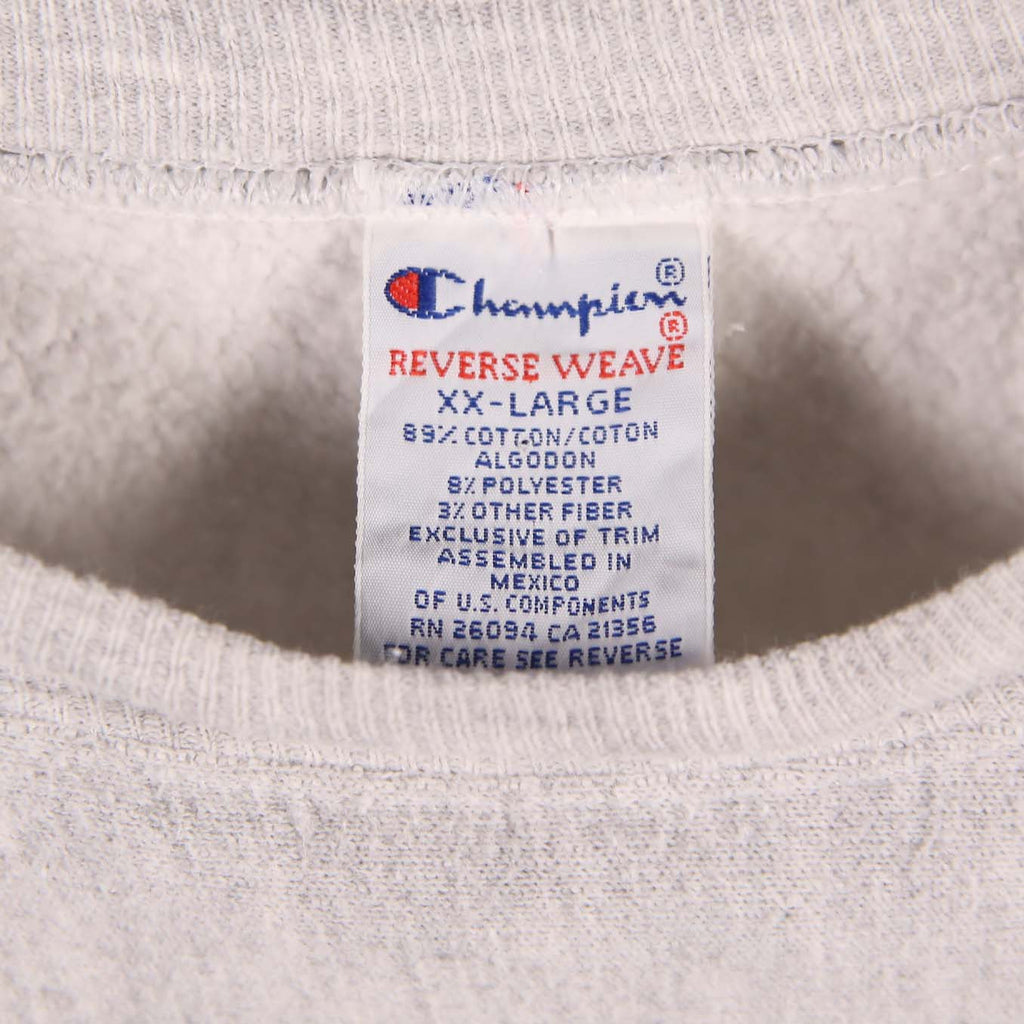 Champion®
REVERSE WEAVE®
XX-LARGE
89% COTTON/COTON
ALGODON
8% POLYESTER
3% OTHER FIBER
EXCLUSIVE OF TRIM
ASSEMBLED IN
MEXICO
OF U.S. COMPONENTS
RN 26094 CA 21356
FOR CARE SEE REVERSE